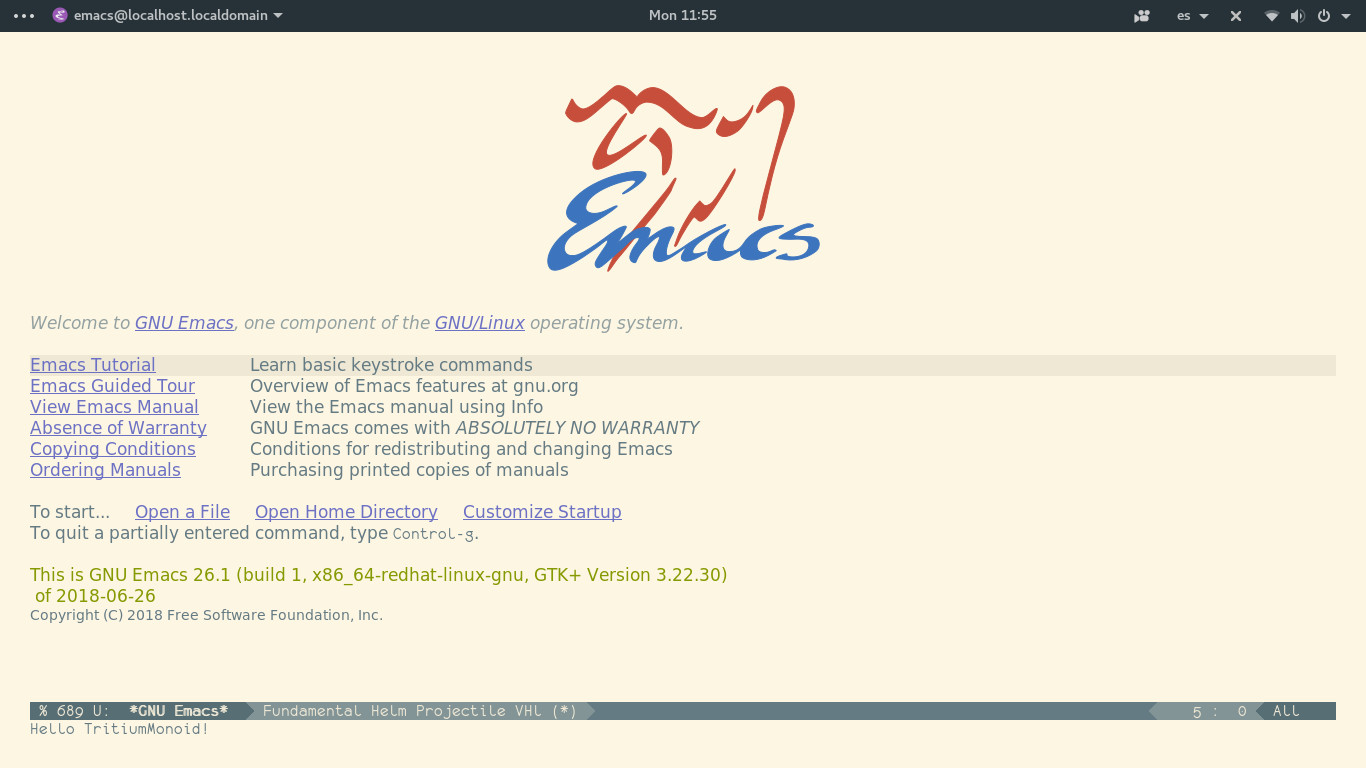 emacs@localhost.localdomain Mon 11:55 es
Emacs
Welcome to GNU Emacs, one component of the GNU/Linux operating system.
Emacs Tutorial Learn basic keystroke commands
Emacs Guided Tour Overview of Emacs features at gnu.org
View Emacs Manual View the Emacs manual using Info
Absence of Warranty GNU Emacs comes with ABSOLUTELY NO WARRANTY
Copying Conditions Conditions for redistributing and changing Emacs
Ordering Manuals Purchasing printed copies of manuals
To start... Open a File Open Home Directory Customize Startup
To quit a partially entered command, type Control-g.
This is GNU Emacs 26.1 (build 1, x86_64-redhat-linux-gnu, GTK+ Version 3.22.30)
of 2018-06-26
Copyright (C) 2018 Free Software Foundation, Inc.
% 689 U: *GNU Emacs* Fundamental Helm Projectile VHl (*) 5 : 0 All
Hello TritiumMonoid!